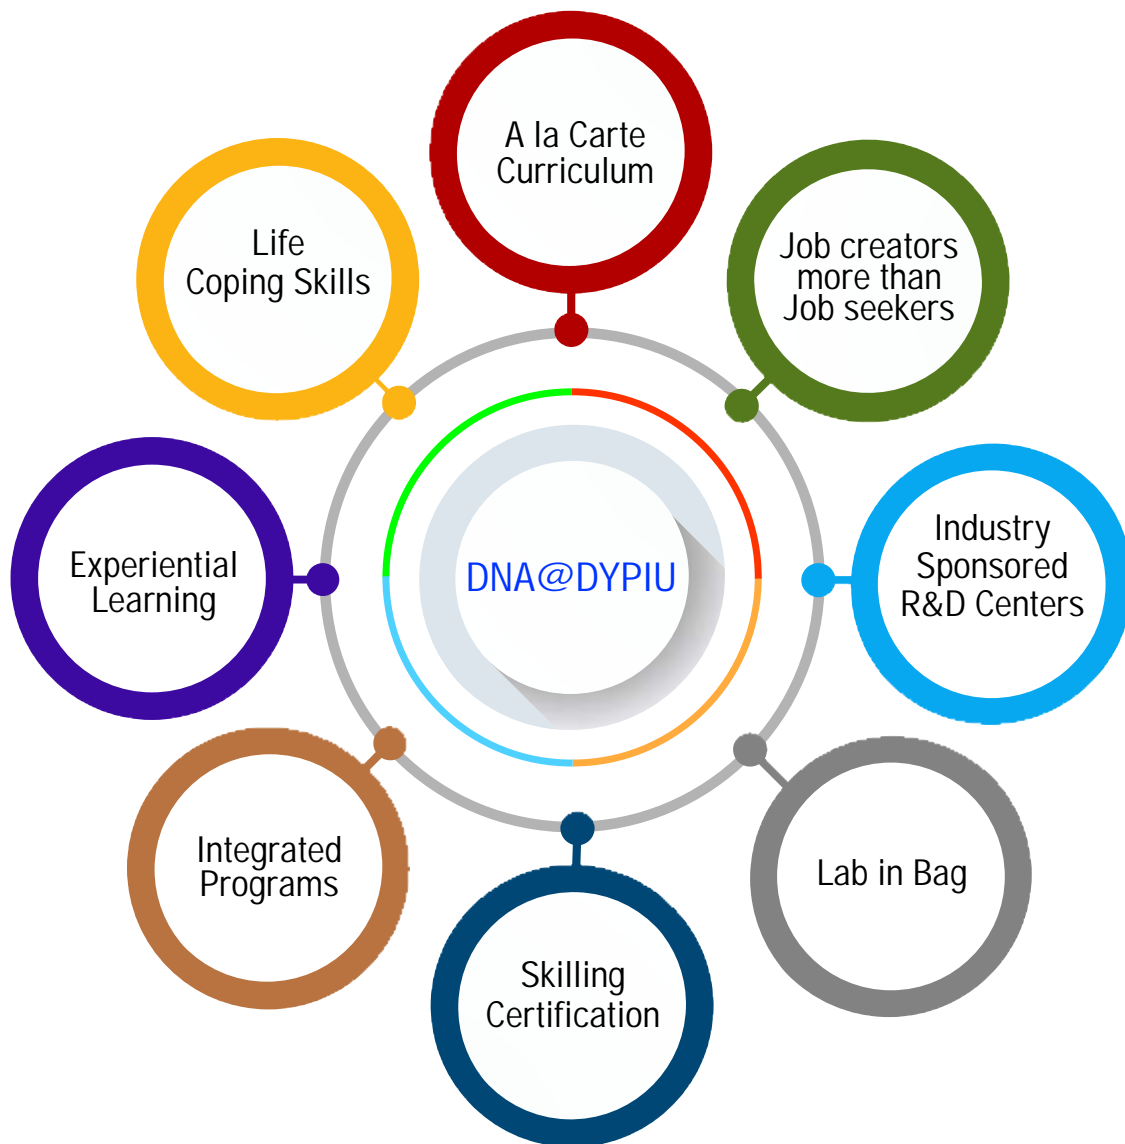 A la Carte
Curriculum
Job creators
more than
Job seekers
Industry
Sponsored
R&D Centers
Lab in Bag
Skilling
Certification
Integrated
Programs
Experiential
Learning
Life
Coping Skills
DNA@DYPIU